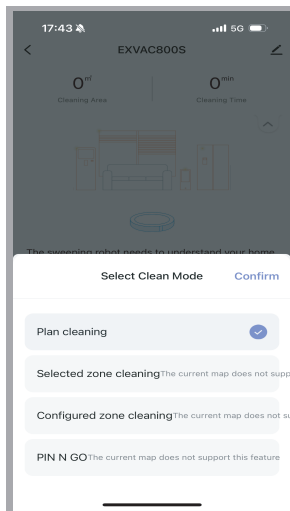 17:43
5G
EXVAC800S
0㎡
0min
Cleaning Area
Cleaning Time
The sweeping robot needs to understand your home
Select Clean Mode
Confirm
Plan cleaning
Selected zone cleaning The current map does not supp
Configured zone cleaning The current map does not su
PIN N GO The current map does not support this feature